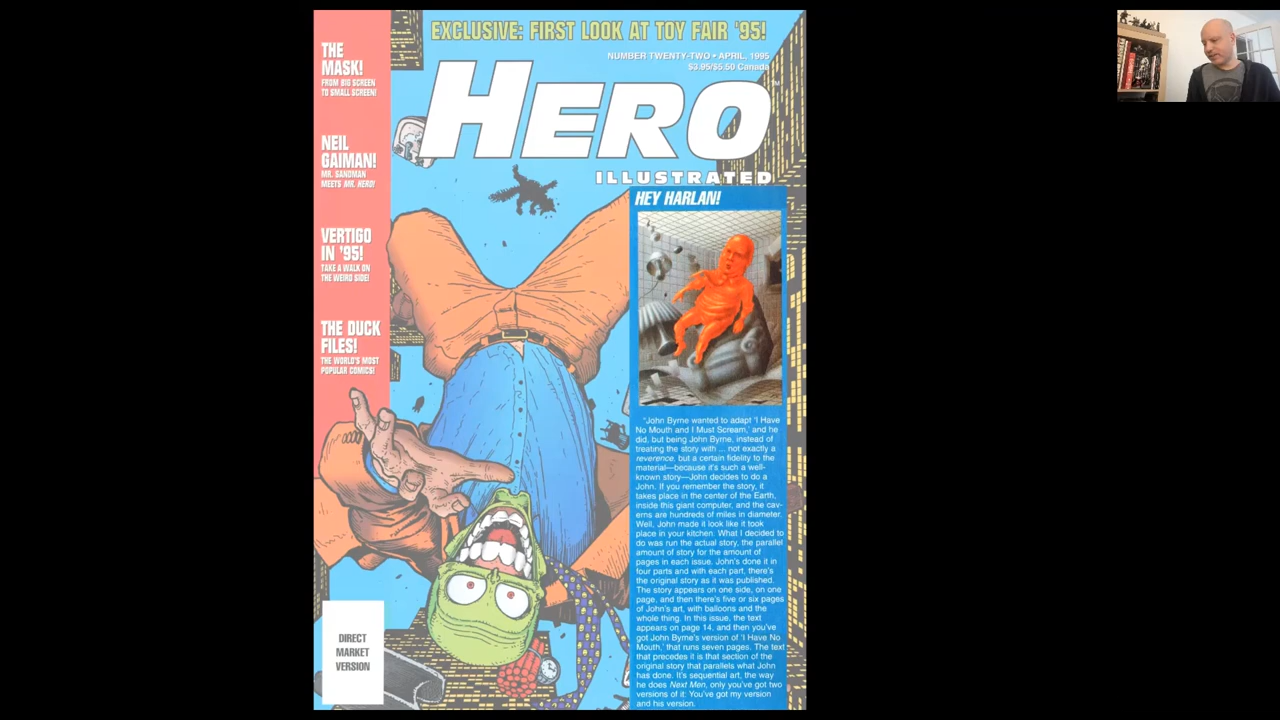 EXCLUSIVE: FIRST LOOK AT TOY FAIR '95!
NUMBER TWENTY-TWO • APRIL, 1995
$3.95/$5.50 Canada
HERO™
ILLUSTRATED
THE
MASK!
FROM BIG SCREEN
TO SMALL SCREEN!
NEIL
GAIMAN!
MR. SANDMAN
MEETS MR. HERO!
VERTIGO
IN '95!
TAKE A WALK ON
THE WEIRD SIDE!
THE DUCK
FILES!
THE WORLD'S MOST
POPULAR COMICS!
DIRECT
MARKET
VERSION
HEY HARLAN!
"John Byrne wanted to adapt 'I Have
No Mouth and I Must Scream,' and he
did, but being John Byrne, instead of
treating the story with ... not exactly a
reverence, but a certain fidelity to the
material—because it's such a well-
known story—John decides to do a
John. If you remember the story, it
takes place in the center of the Earth,
inside this giant computer, and the cav-
erns are hundreds of miles in diameter.
Well, John made it look like it took
place in your kitchen. What I decided to
do was run the actual story, the parallel
amount of story for the amount of
pages in each issue. John's done it in
four parts and with each part, there's
the original story as it was published.
The story appears on one side, on one
page, and then there's five or six pages
of John's art, with balloons and the
whole thing. In this issue, the text
appears on page 14, and then you've
got John Byrne's version of 'I Have No
Mouth,' that runs seven pages. The text
that precedes it is that section of the
original story that parallels what John
has done. It's sequential art, the way
he does Next Men, only you've got two
versions of it: You've got my version
and his version.